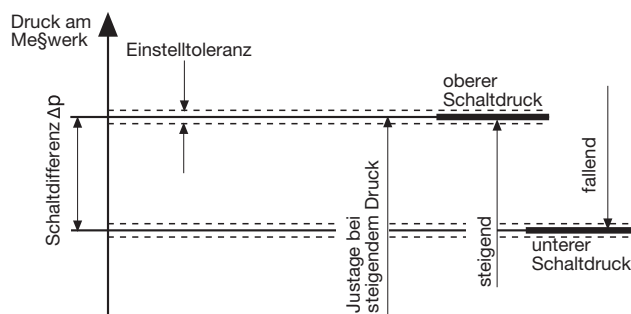 Druck am
Me§werk
Einstelltoleranz
oberer
Schaltdruck
Schaltdifferenz Δp
Justage bei
steigendem Druck
steigend
fallend
unterer
Schaltdruck